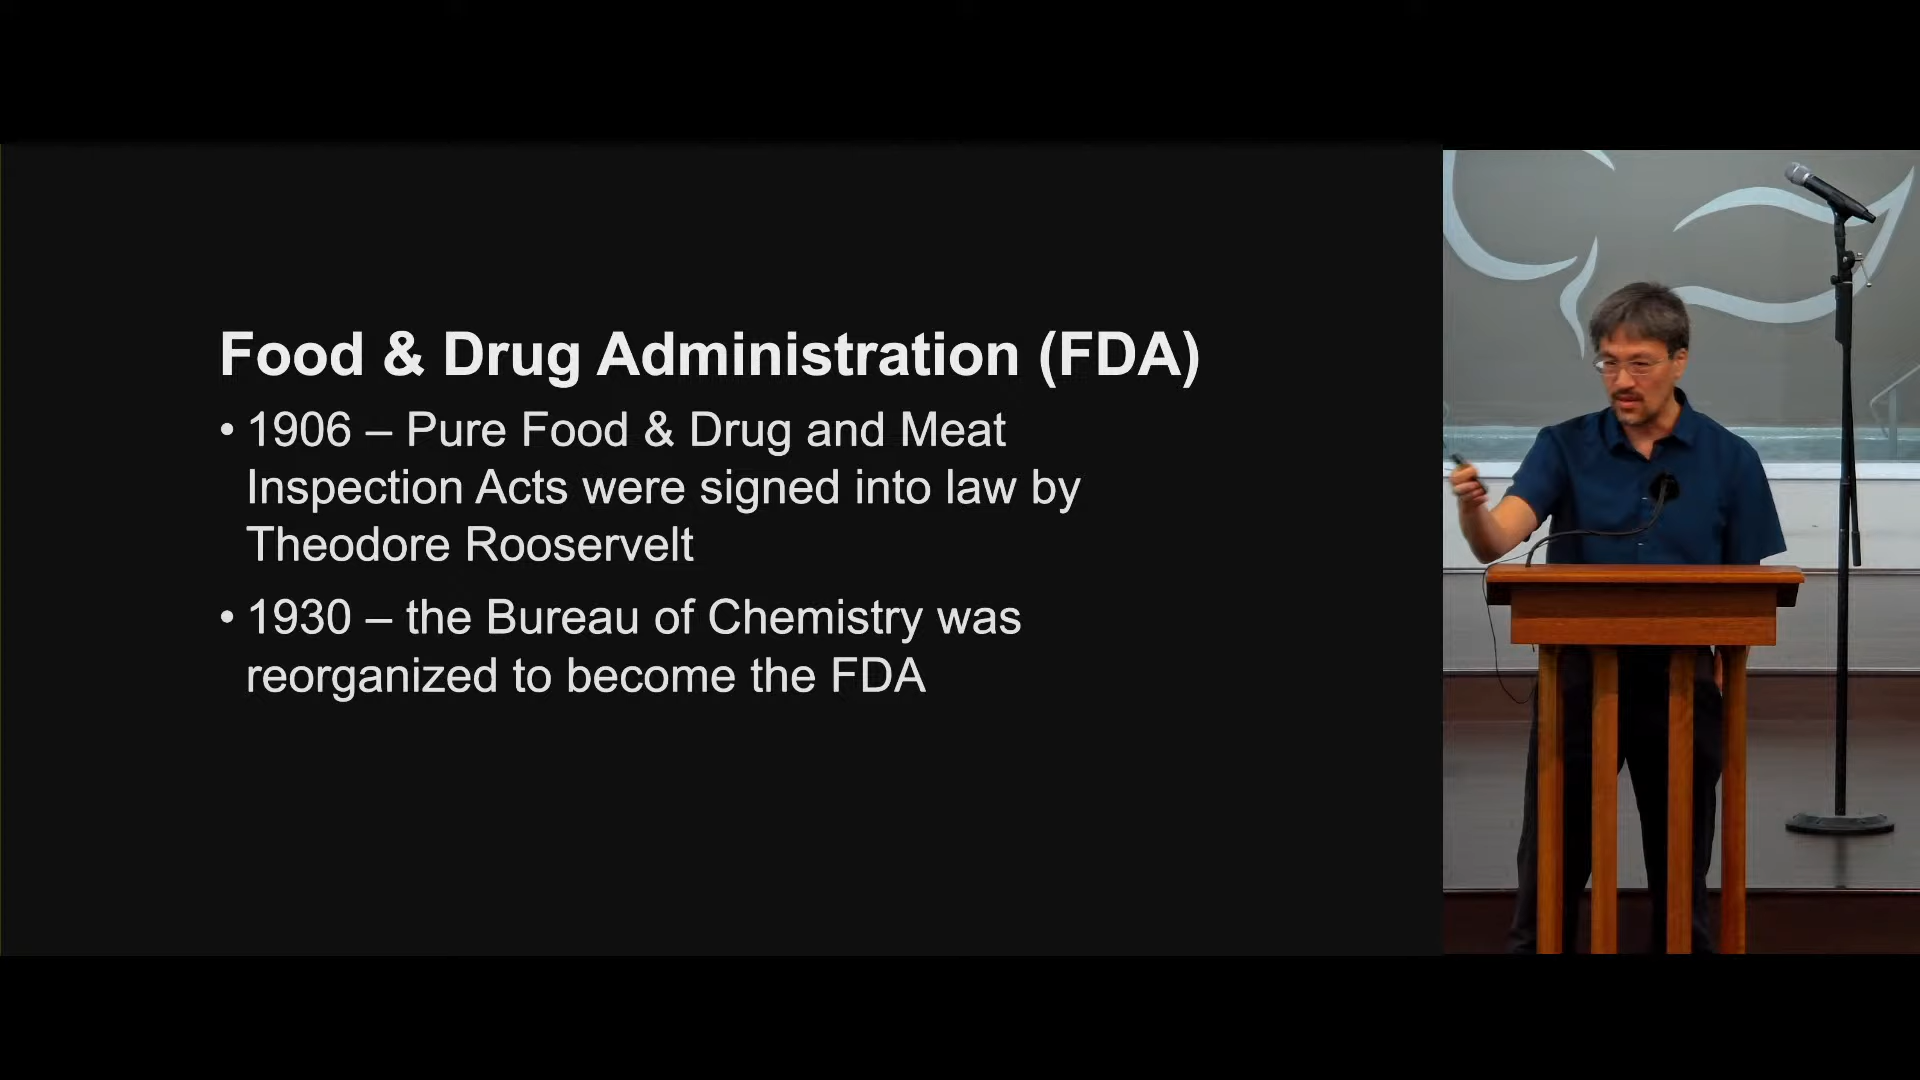 Food & Drug Administration (FDA)
• 1906 – Pure Food & Drug and Meat
Inspection Acts were signed into law by
Theodore Rooservelt
• 1930 – the Bureau of Chemistry was
reorganized to become the FDA